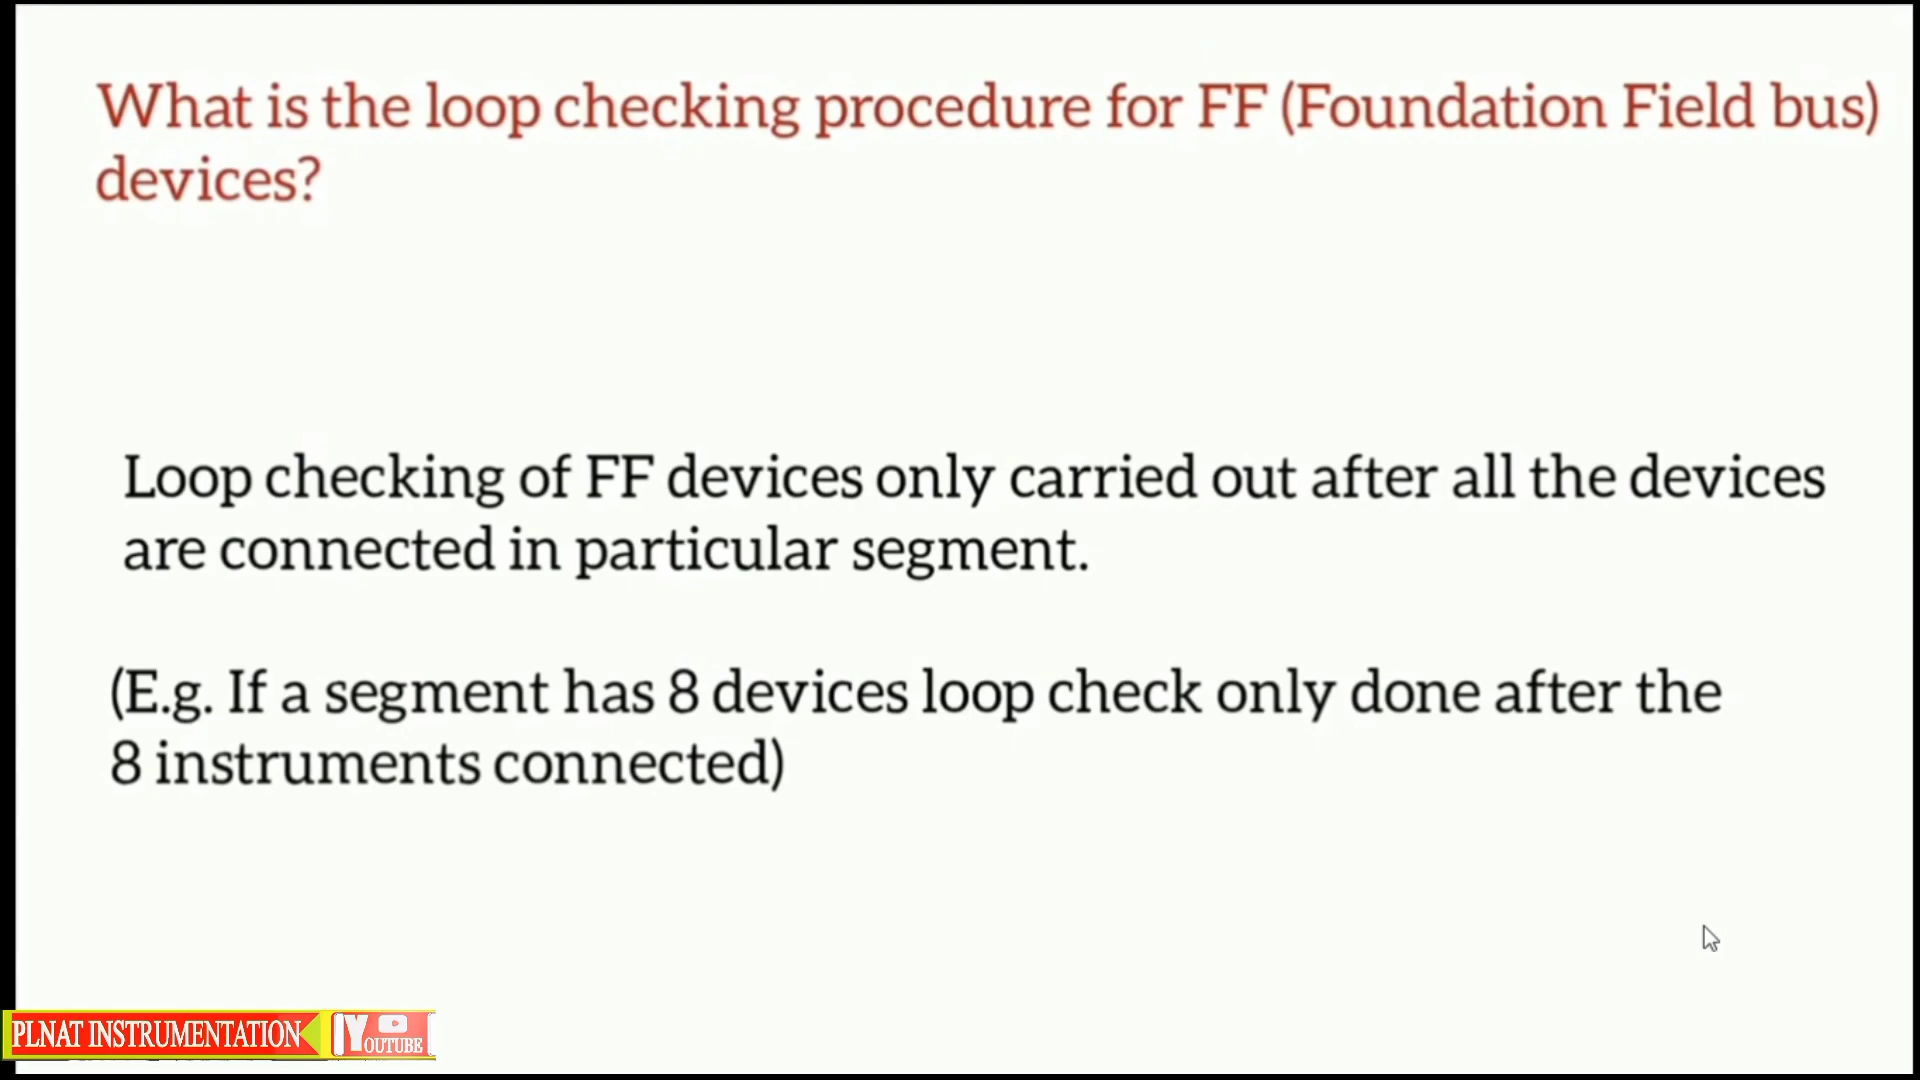 What is the loop checking procedure for FF (Foundation Field bus)
devices?
Loop checking of FF devices only carried out after all the devices
are connected in particular segment.
(E.g. If a segment has 8 devices loop check only done after the
8 instruments connected)
PLNAT INSTRUMENTATION YOUTUBE